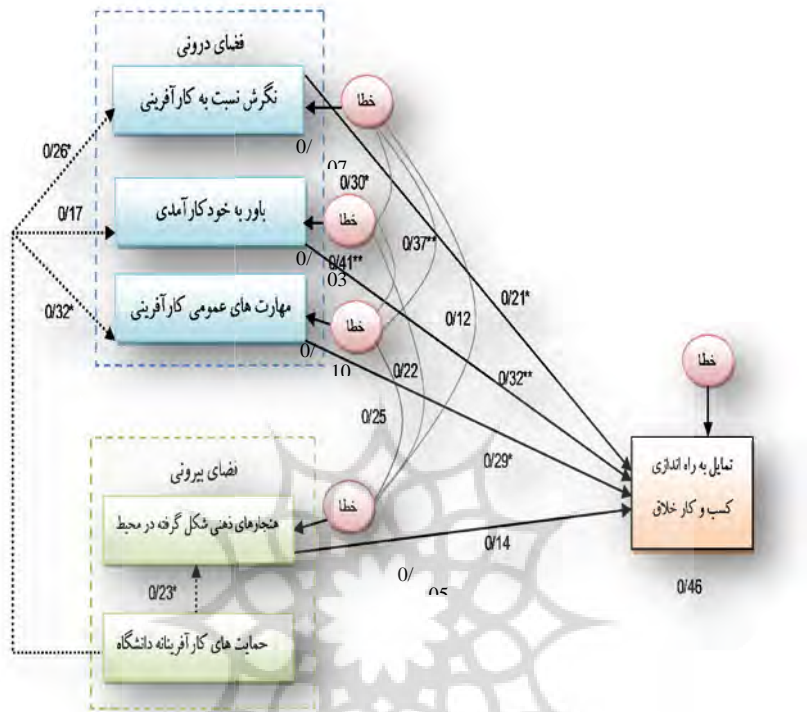 فضای درونی
نگرش نسبت به کارآفرینی
خطا
0/26*
0/07
0/30*
0/17
باور به خودکارآمدی
خطا
0/37**
0/03
0/41**
0/32*
مهارت های عمومی کارآفرینی
خطا
0/12
0/21*
0/10
0/22
0/32**
خطا
0/25
0/29*
تمایل به راه اندازی
کسب و کار خلاق
فضای بیرونی
خطا
هنجارهای ذهنی شکل گرفته در محیط
0/14
0/05
0/46
0/23*
حمایت های کارآفرینانه دانشگاه